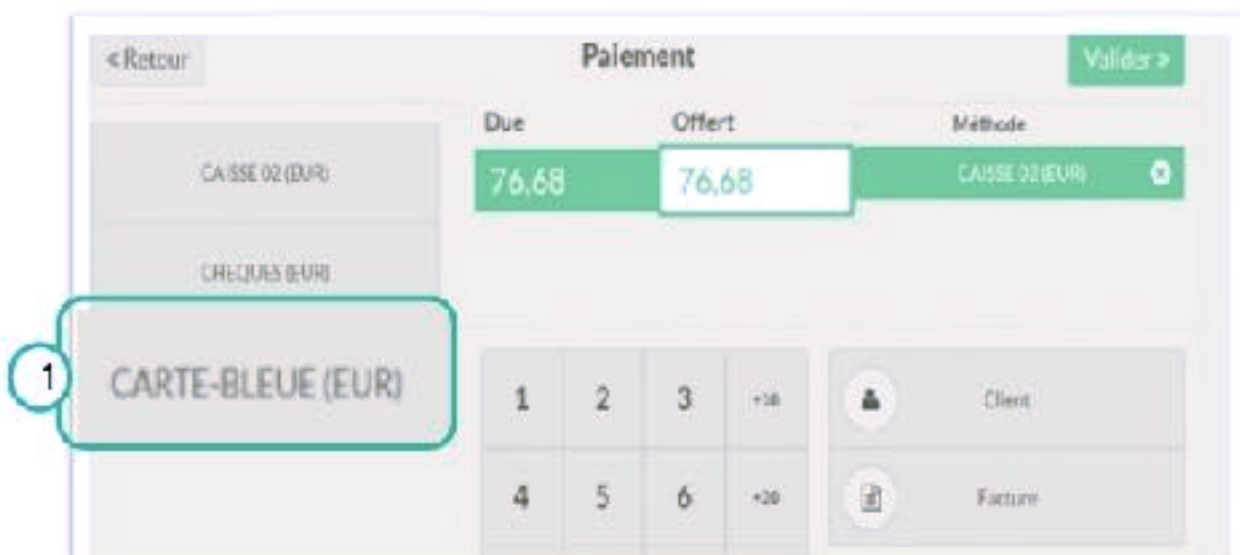 « Retour
Paiement
Valider »
Due
Offert
Méthode
CAISSE 02 (EUR)
76,68
76,68
CAISSE 02 (EUR)
CHEQUES (EUR)
1
CARTE-BLEUE (EUR)
1
2
3
+10
Client
4
5
6
+20
Facture